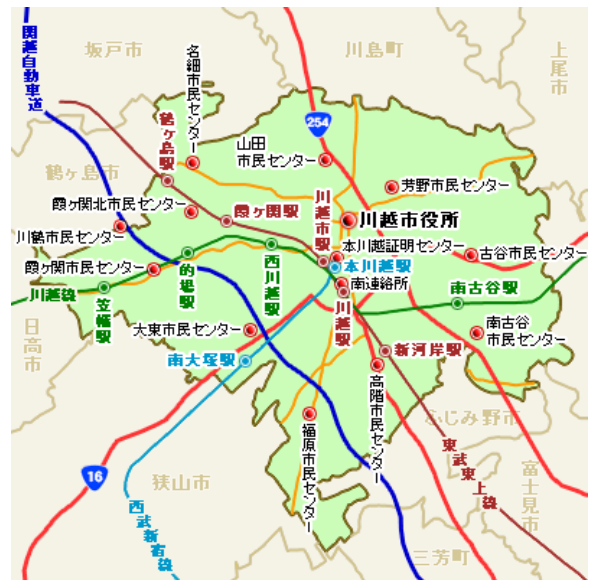 関越自動車道
坂戸市
名細市民センター
川島町
上尾市
254
鶴ヶ島駅
山田
市民センター
鶴ヶ島市
芳野市民センター
霞ヶ関北市民センター
霞ヶ関駅
川越市駅
川越市役所
川鶴市民センター
本川越証明センター
古谷市民センター
霞ヶ関市民センター
的場駅
西川越駅
本川越駅
南連絡所
川越線
笠幡駅
川越駅
南古谷駅
日高市
大東市民センター
南古谷
市民センター
南大塚駅
新河岸駅
高階市民センター
福原市民センター
ふじみ野市
16
狭山市
東武東上線
富士見市
西武新宿線
三芳町